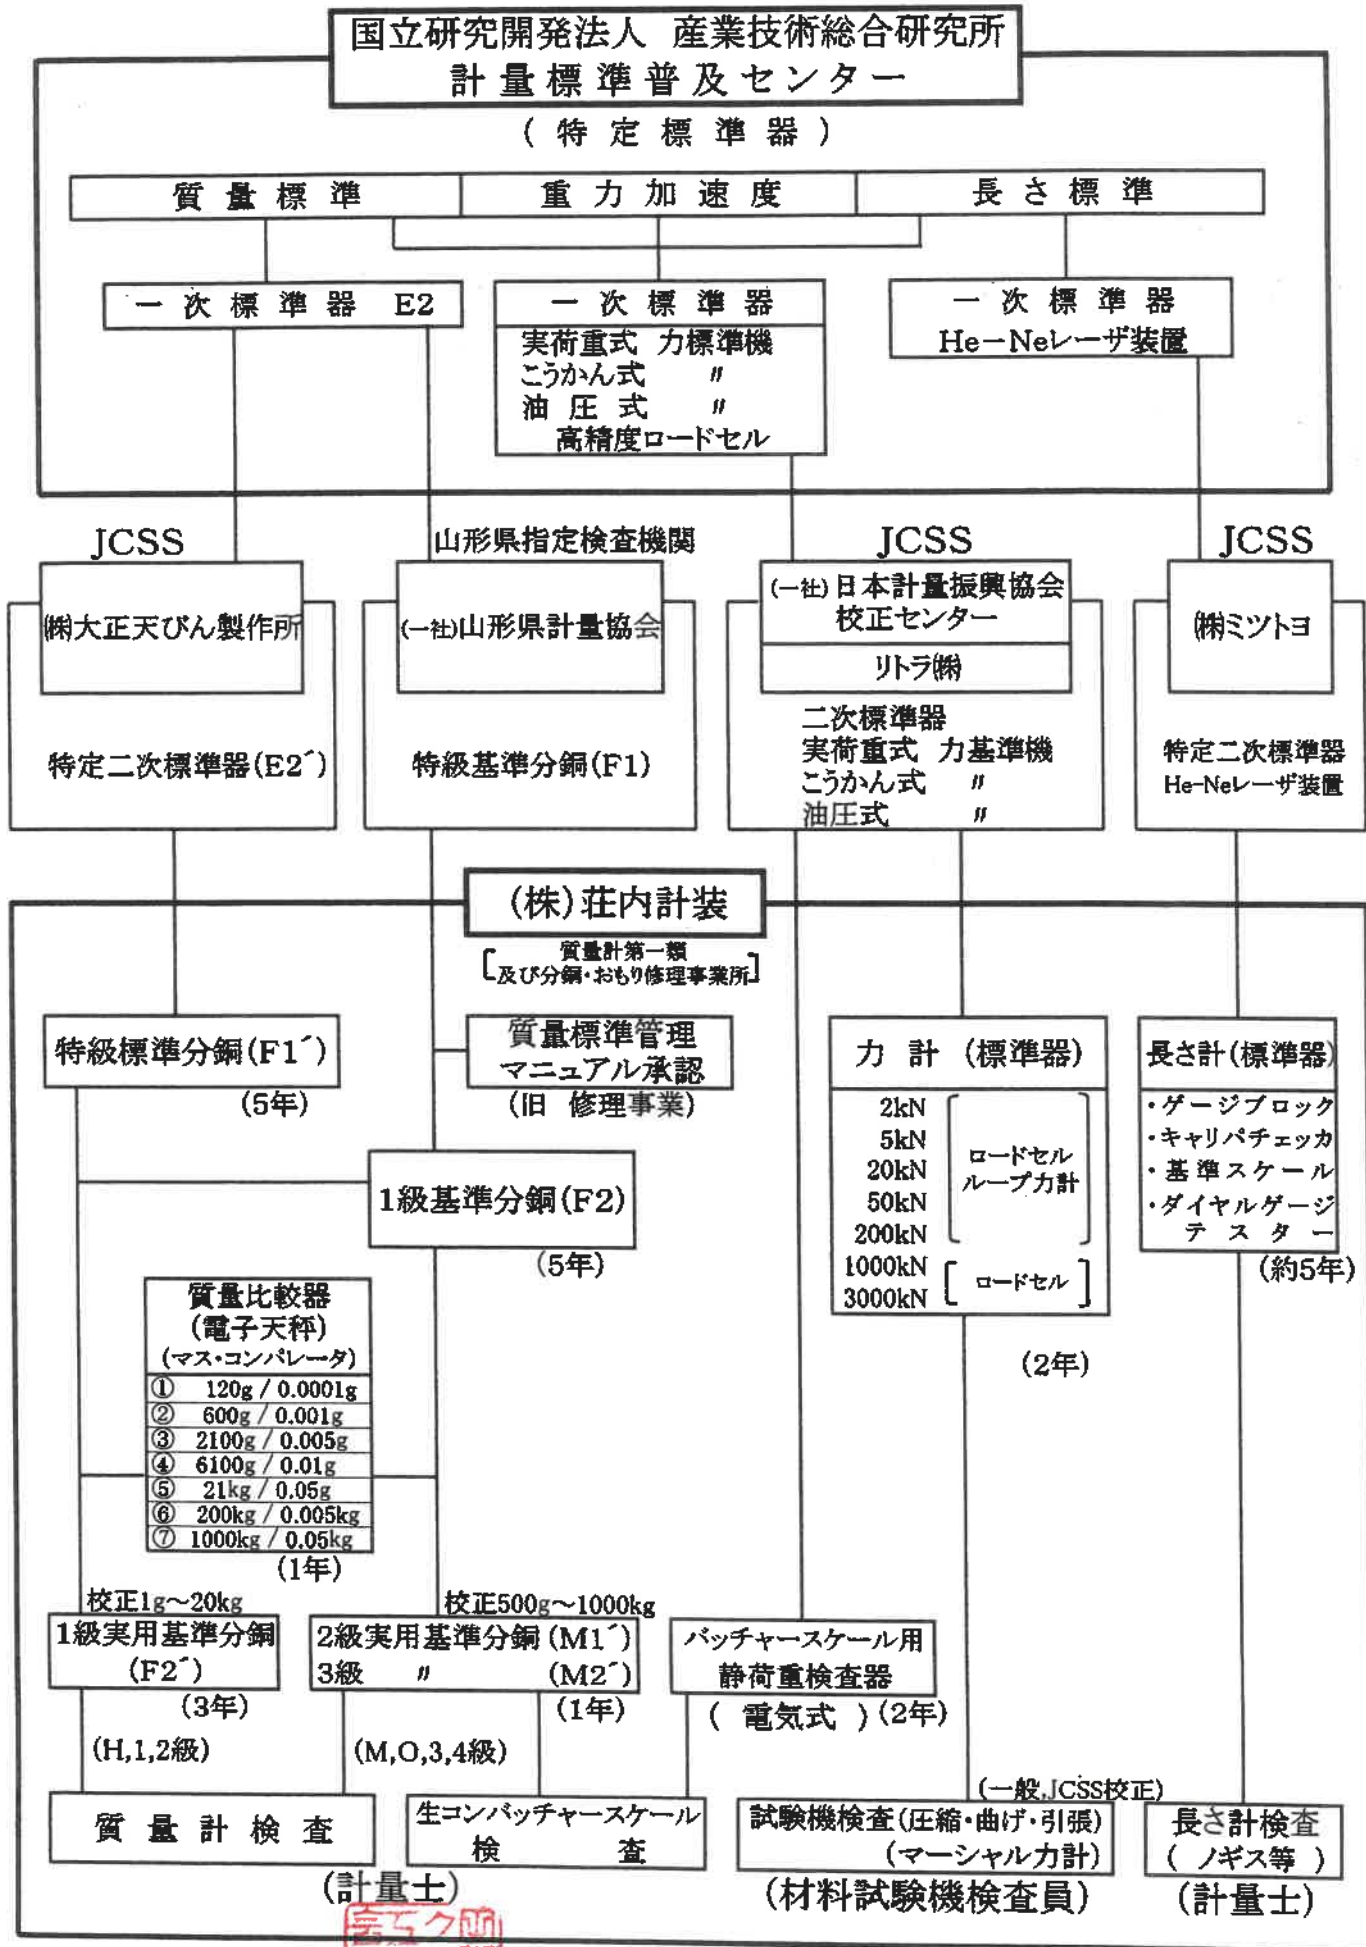 国立研究開発法人 産業技術総合研究所
計量標準普及センター
(特定標準器)
質量標準
重力加速度
長さ標準
一次標準器 E2
一次標準器
実荷重式 力標準機
こうかん式 〃
油圧式 〃
高精度ロードセル
一次標準器
He-Neレーザ装置
JCSS
㈱大正天びん製作所
特定二次標準器(E2´)
山形県指定検査機関
(一社)山形県計量協会
特級基準分銅(F1)
JCSS
(一社)日本計量振興協会
校正センター
リトラ㈱
二次標準器
実荷重式 力基準機
こうかん式 〃
油圧式 〃
JCSS
㈱ミツトヨ
特定二次標準器
He-Neレーザ装置
(株)荘内計装
[質量計第一類
及び分銅・おもり修理事業所]
特級標準分銅(F1´)
(5年)
質量標準管理
マニュアル承認
(旧 修理事業)
1級基準分銅(F2)
(5年)
力計(標準器)
2kN
5kN
20kN
50kN
200kN
ロードセル
ループ力計
1000kN
3000kN
ロードセル
(2年)
長さ計(標準器)
・ゲージブロック
・キャリパチェッカ
・基準スケール
・ダイヤルゲージ
テスター
(約5年)
質量比較器
(電子天秤)
(マス・コンパレータ)
① 120g / 0.0001g
② 600g / 0.001g
③ 2100g / 0.005g
④ 6100g / 0.01g
⑤ 21kg / 0.05g
⑥ 200kg / 0.005kg
⑦ 1000kg / 0.05kg
(1年)
校正1g～20kg
1級実用基準分銅
(F2´)
(3年)
(H,1,2級)
校正500g～1000kg
2級実用基準分銅(M1´)
3級 〃 (M2´)
(1年)
(M,O,3,4級)
バッチャースケール用
静荷重検査器
(電気式)(2年)
質量計検査
生コンバッチャースケール
検査
(計量士)
(一般,JCSS校正)
試験機検査(圧縮・曲げ・引張)
(マーシャル力計)
(材料試験機検査員)
長さ計検査
(ノギス等)
(計量士)